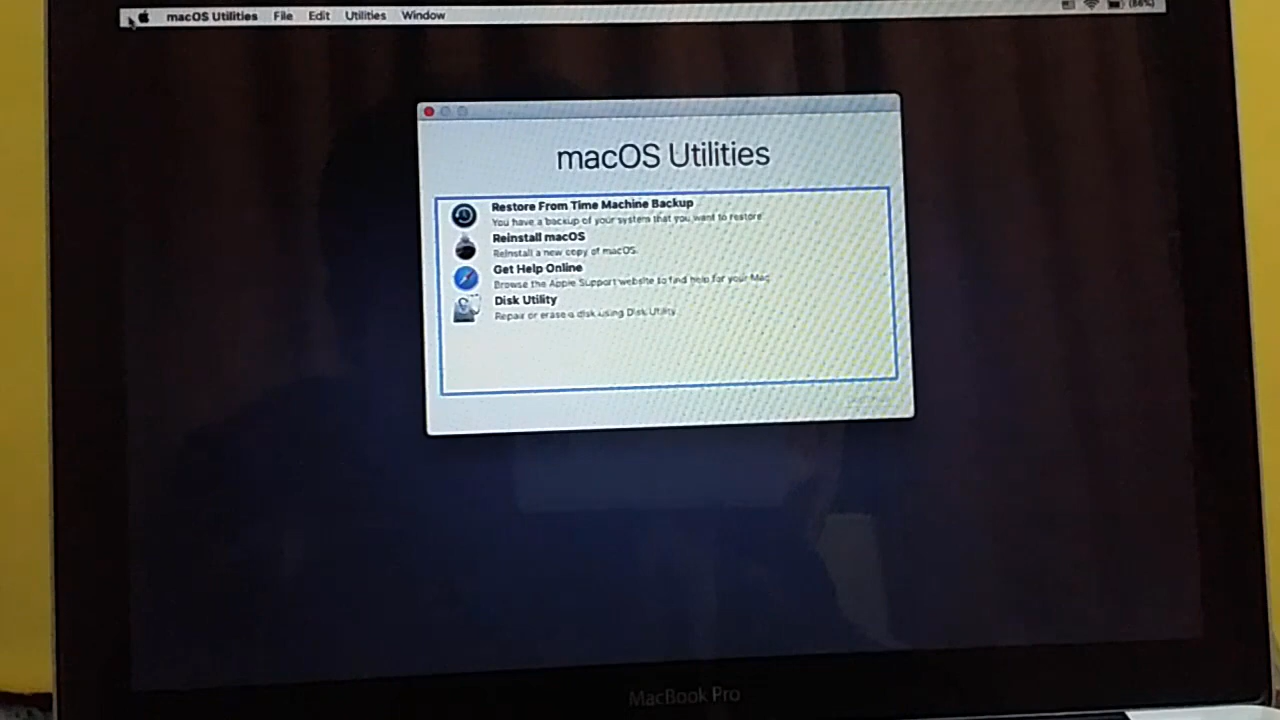 macOS Utilities File Edit Utilities Window (86%)
macOS Utilities
Restore From Time Machine Backup
You have a backup of your system that you want to restore.
Reinstall macOS
Reinstall a new copy of macOS.
Get Help Online
Browse the Apple Support website to find help for your Mac.
Disk Utility
Repair or erase a disk using Disk Utility.
MacBook Pro